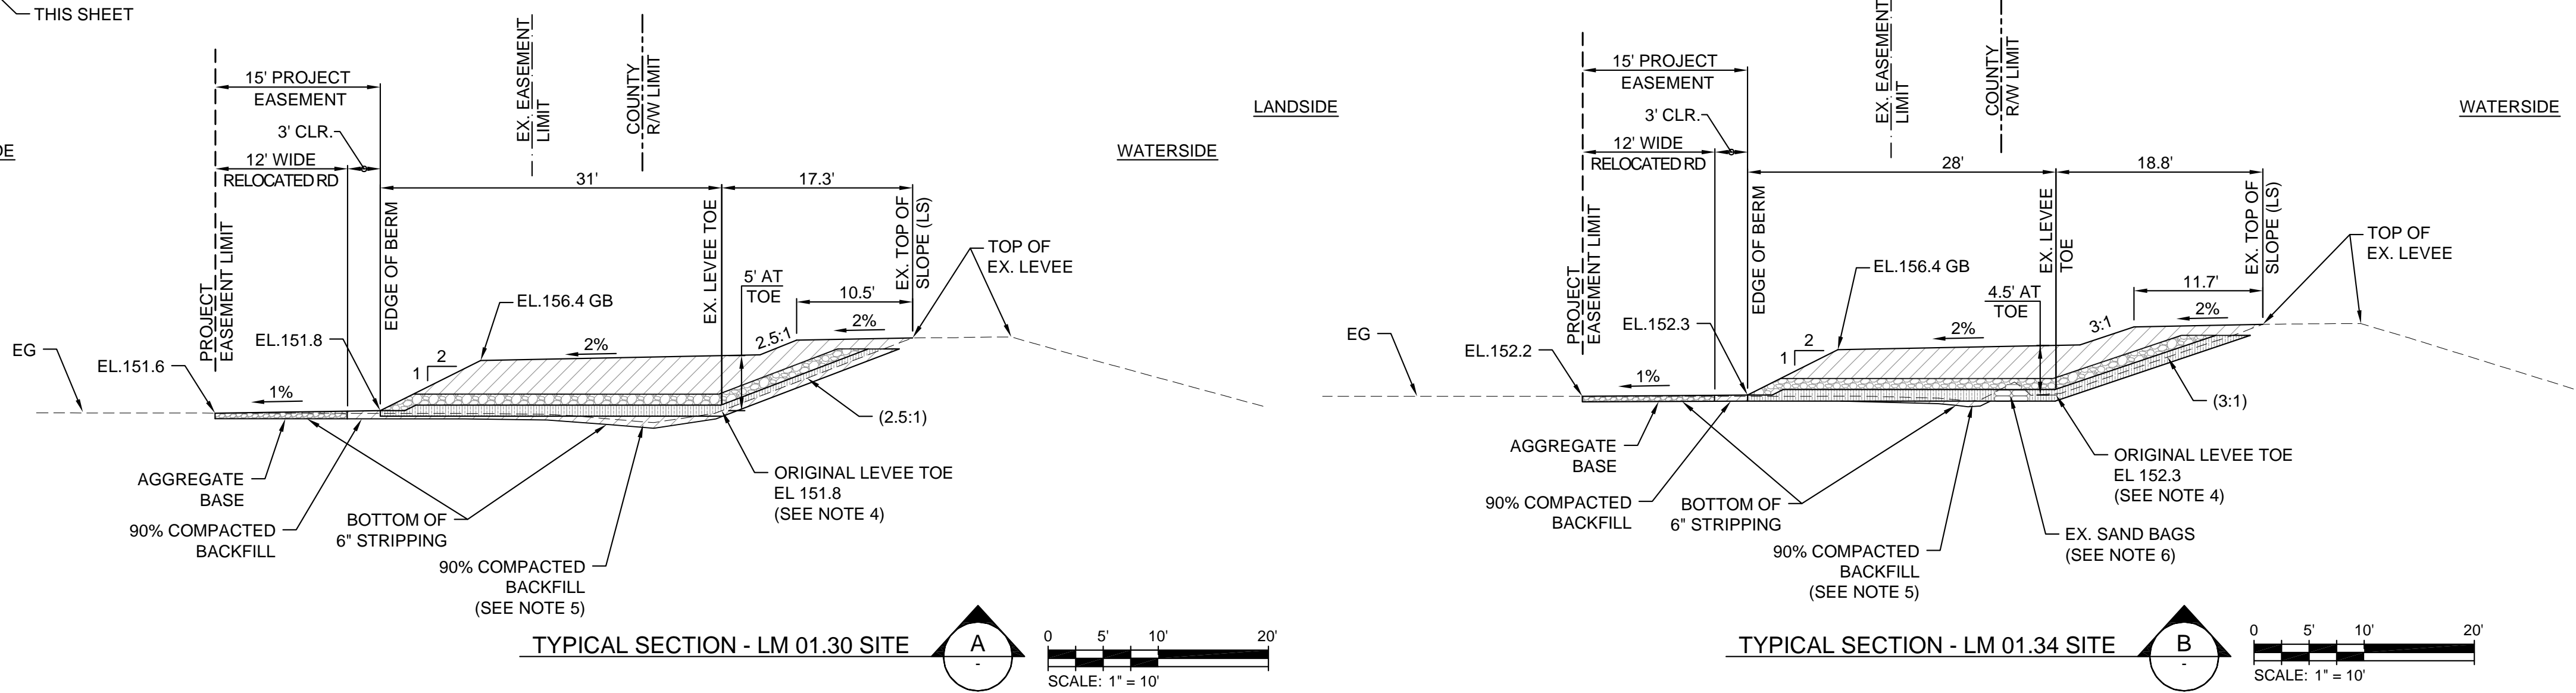 THIS SHEET
DE
15' PROJECT
EASEMENT
3' CLR.
12' WIDE
RELOCATED RD
PROJECT
EASEMENT LIMIT
EDGE OF BERM
EX. EASEMENT
LIMIT
COUNTY
R/W LIMIT
WATERSIDE
31'
17.3'
EX. LEVEE TOE
EX. TOP OF
SLOPE (LS)
TOP OF
EX. LEVEE
5' AT
TOE
10.5'
2%
2.5:1
EL.156.4 GB
2%
2
1
EL.151.8
EG
EL.151.6
1%
(2.5:1)
AGGREGATE
BASE
90% COMPACTED
BACKFILL
BOTTOM OF
6" STRIPPING
90% COMPACTED
BACKFILL
(SEE NOTE 5)
ORIGINAL LEVEE TOE
EL 151.8
(SEE NOTE 4)
TYPICAL SECTION - LM 01.30 SITE
A
-
0 5' 10' 20'
SCALE: 1" = 10'
LANDSIDE
15' PROJECT
EASEMENT
3' CLR.
12' WIDE
RELOCATED RD
PROJECT
EASEMENT LIMIT
EDGE OF BERM
EX. EASEMENT
LIMIT
COUNTY
R/W LIMIT
WATERSIDE
28'
18.8'
EX. LEVEE
TOE
EX. TOP OF
SLOPE (LS)
TOP OF
EX. LEVEE
4.5' AT
TOE
11.7'
2%
3:1
EL.156.4 GB
2%
2
1
EL.152.3
EG
EL.152.2
1%
(3:1)
AGGREGATE
BASE
90% COMPACTED
BACKFILL
BOTTOM OF
6" STRIPPING
90% COMPACTED
BACKFILL
(SEE NOTE 5)
ORIGINAL LEVEE TOE
EL 152.3
(SEE NOTE 4)
EX. SAND BAGS
(SEE NOTE 6)
TYPICAL SECTION - LM 01.34 SITE
B
-
0 5' 10' 20'
SCALE: 1" = 10'